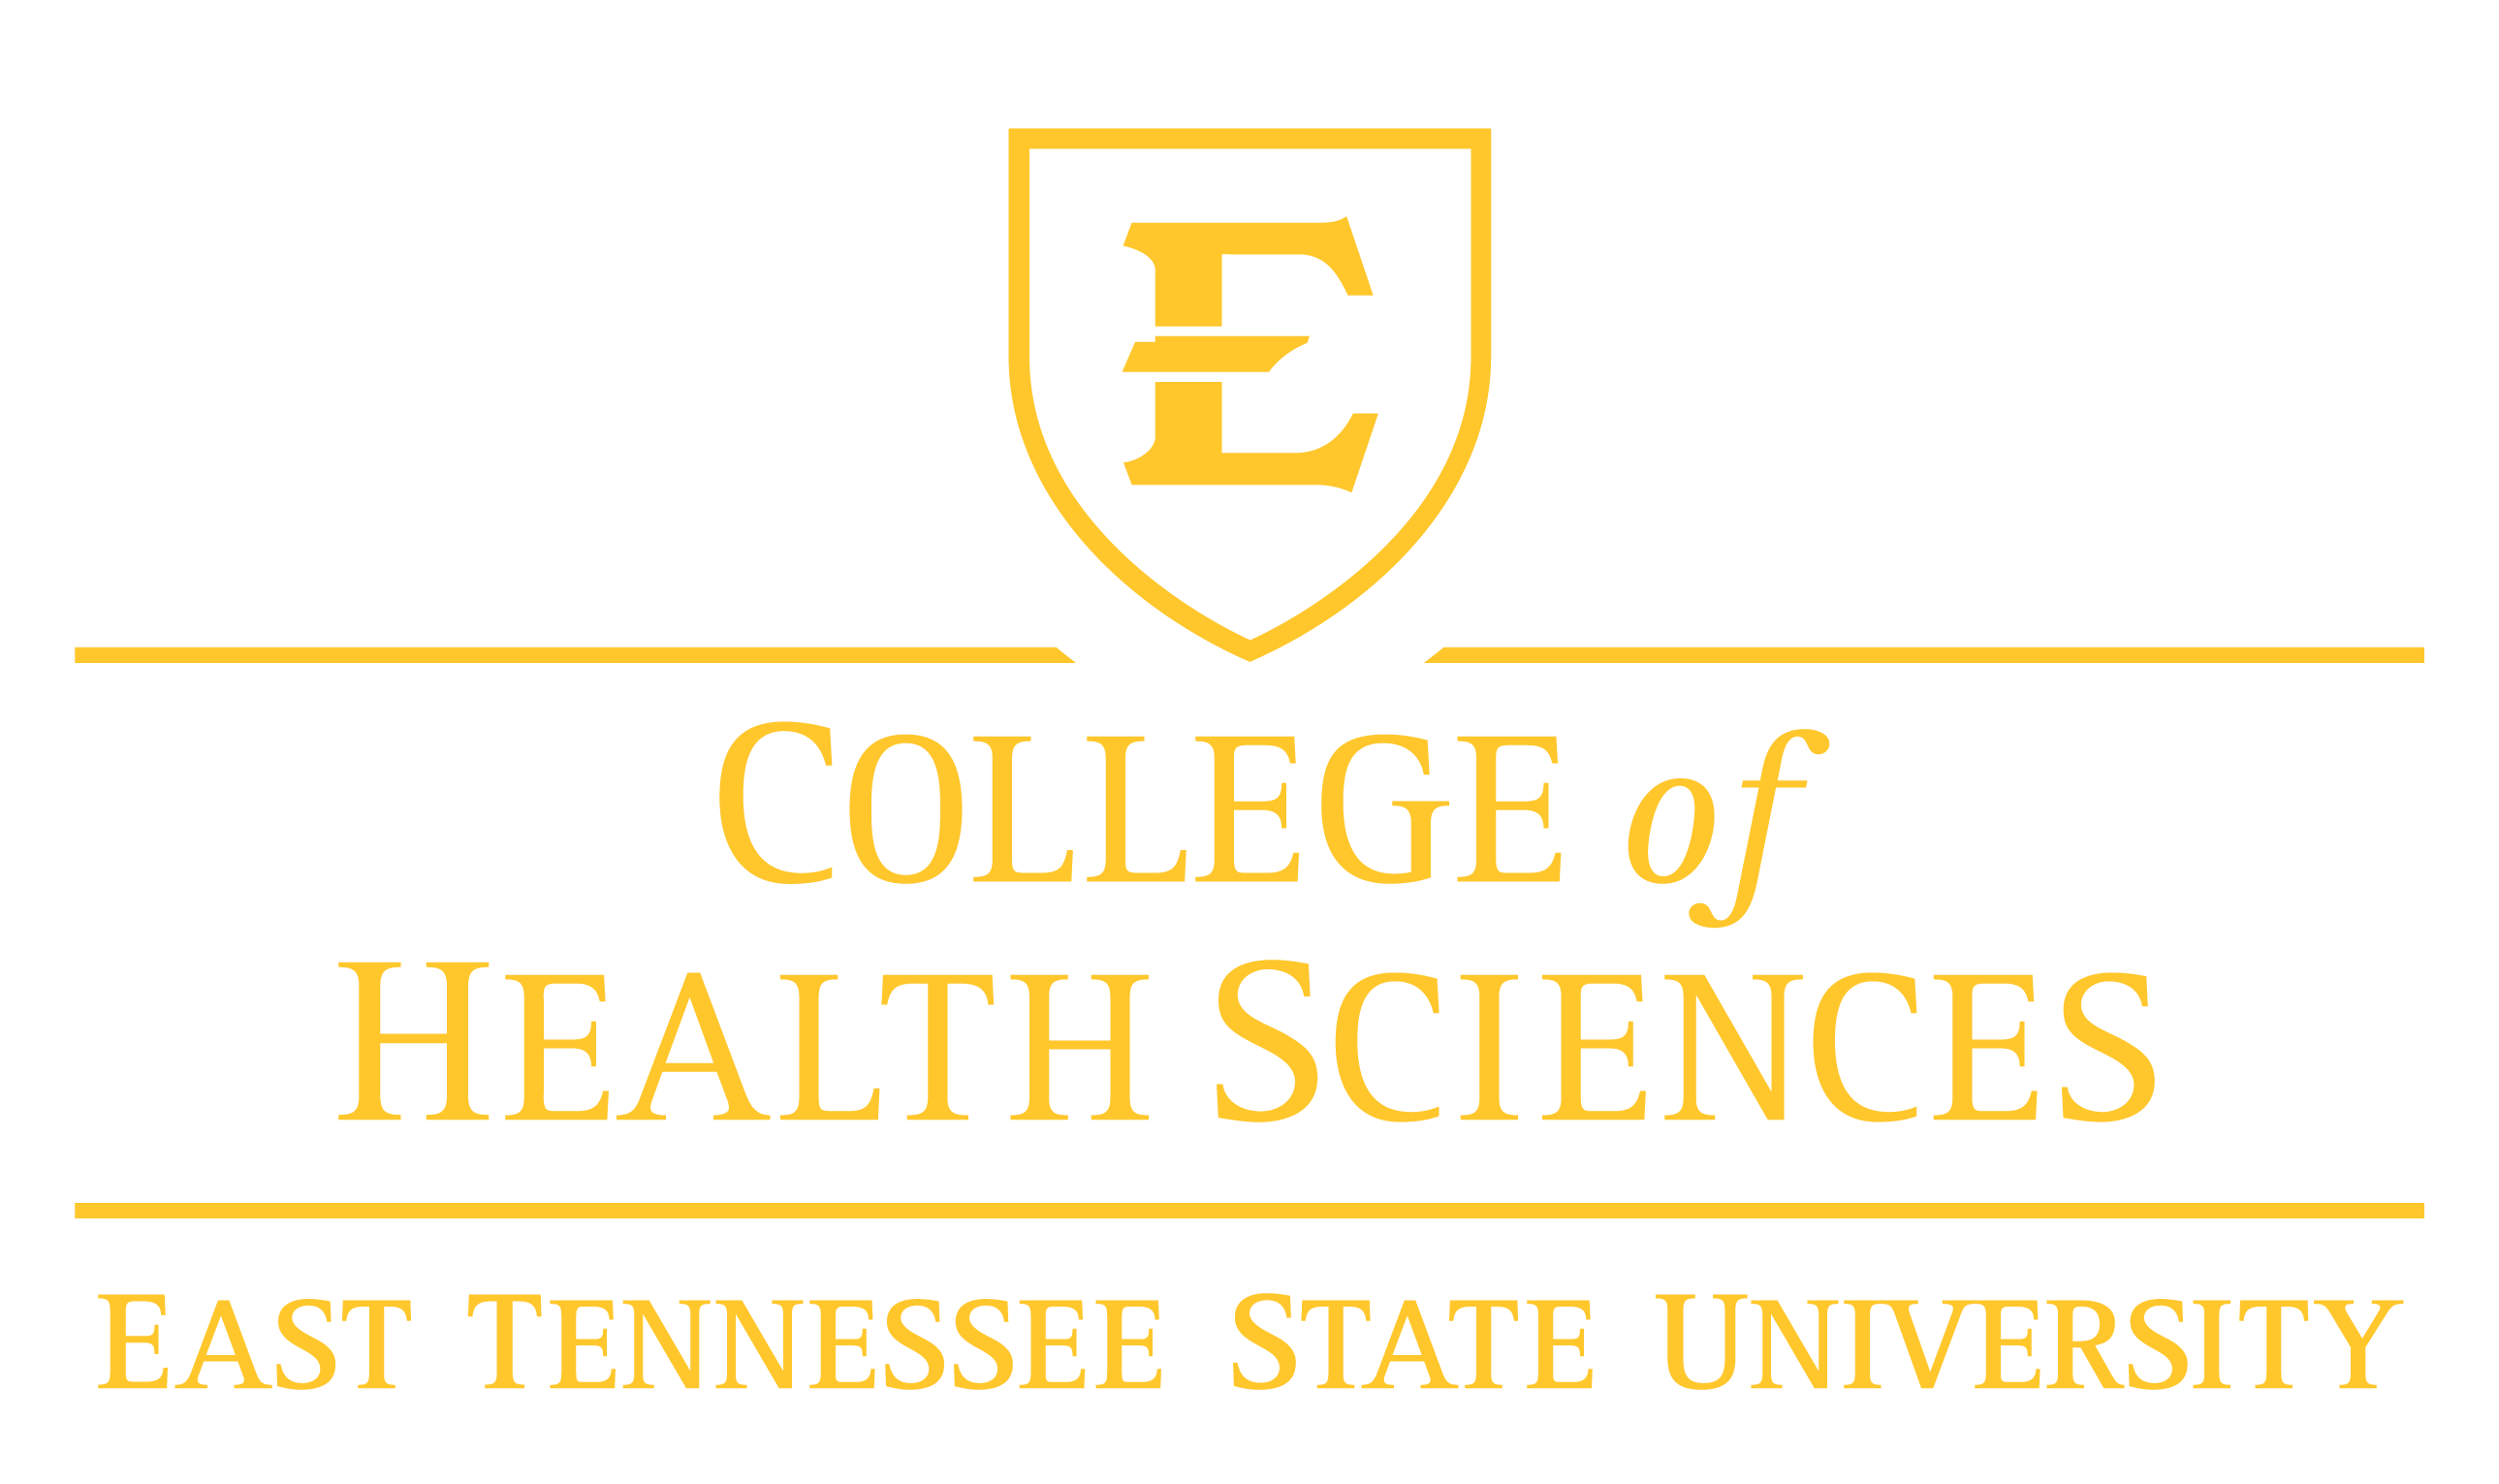 E
COLLEGE of
HEALTH SCIENCES
EAST TENNESSEE STATE UNIVERSITY